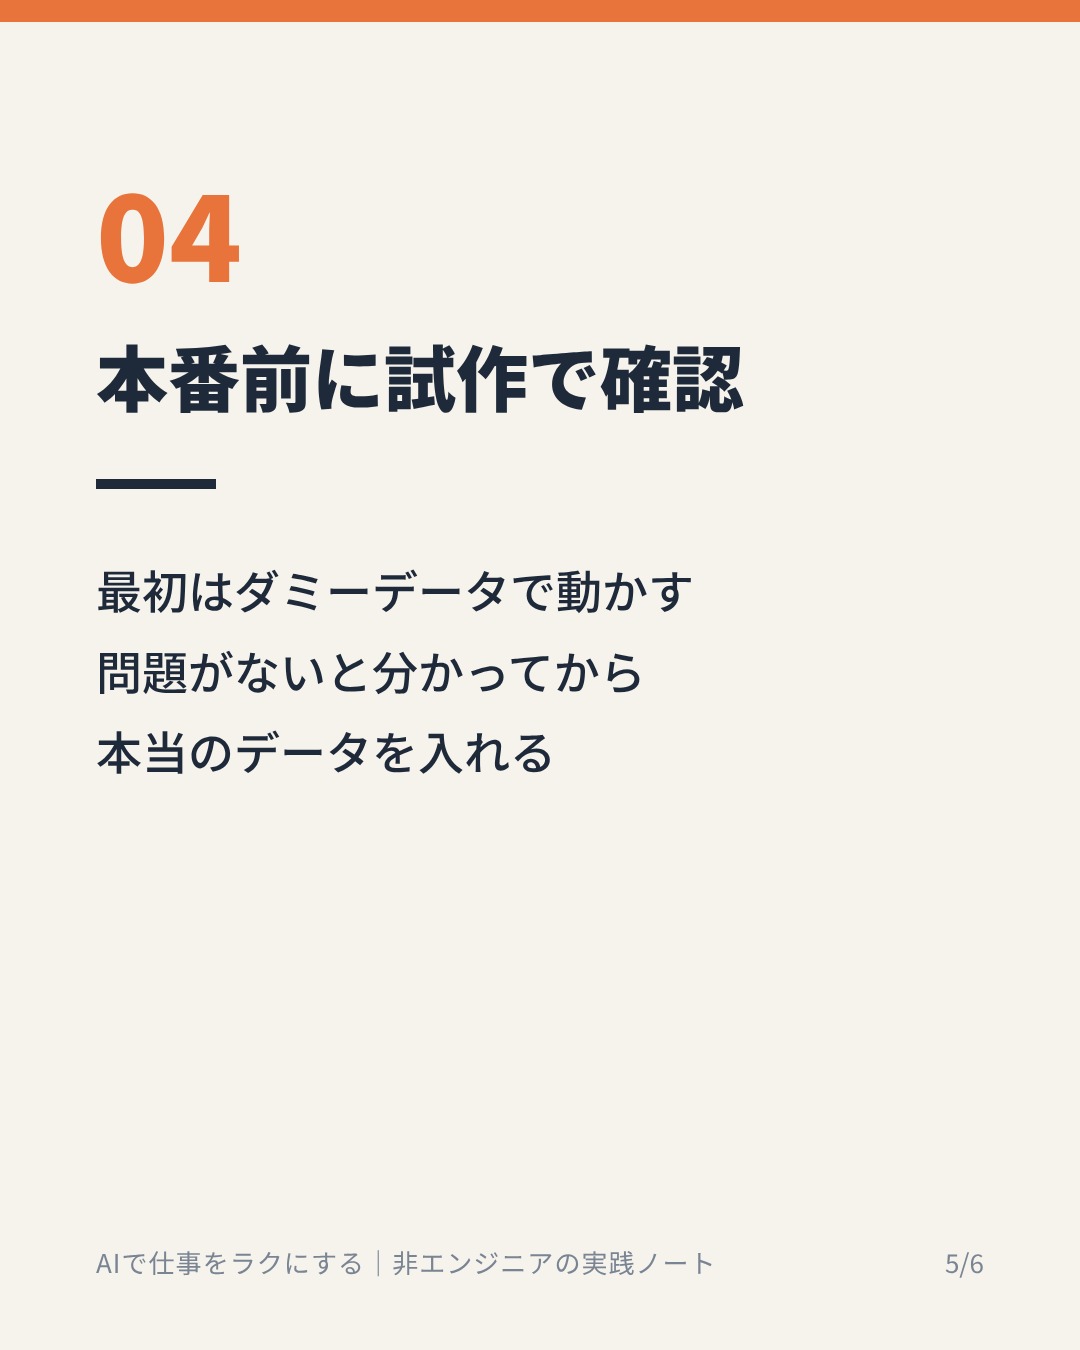 04
本番前に試作で確認
最初はダミーデータで動かす
問題がないと分かってから
本当のデータを入れる
AIで仕事をラクにする｜非エンジニアの実践ノート
5/6